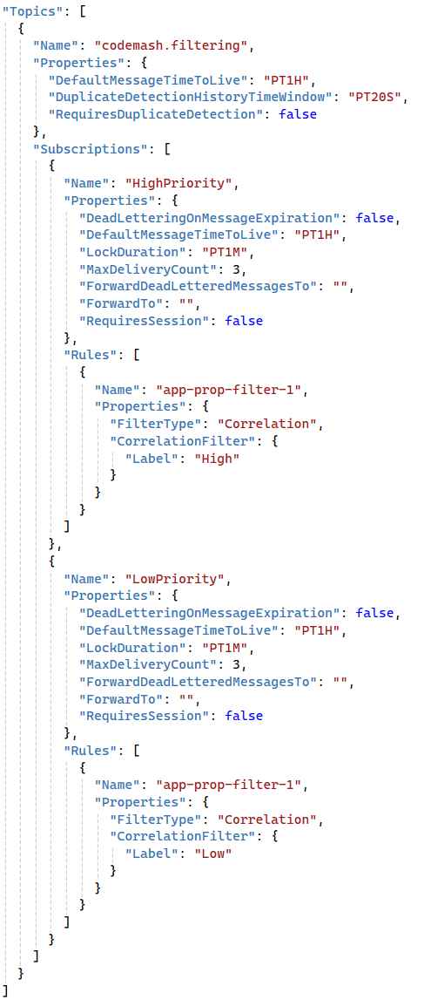 "Topics": [
{
"Name": "codemash.filtering",
"Properties": {
"DefaultMessageTimeToLive": "PT1H",
"DuplicateDetectionHistoryTimeWindow": "PT20S",
"RequiresDuplicateDetection": false
},
"Subscriptions": [
{
"Name": "HighPriority",
"Properties": {
"DeadLetteringOnMessageExpiration": false,
"DefaultMessageTimeToLive": "PT1H",
"LockDuration": "PT1M",
"MaxDeliveryCount": 3,
"ForwardDeadLetteredMessagesTo": "",
"ForwardTo": "",
"RequiresSession": false
},
"Rules": [
{
"Name": "app-prop-filter-1",
"Properties": {
"FilterType": "Correlation",
"CorrelationFilter": {
"Label": "High"
}
}
}
]
},
{
"Name": "LowPriority",
"Properties": {
"DeadLetteringOnMessageExpiration": false,
"DefaultMessageTimeToLive": "PT1H",
"LockDuration": "PT1M",
"MaxDeliveryCount": 3,
"ForwardDeadLetteredMessagesTo": "",
"ForwardTo": "",
"RequiresSession": false
},
"Rules": [
{
"Name": "app-prop-filter-1",
"Properties": {
"FilterType": "Correlation",
"CorrelationFilter": {
"Label": "Low"
}
}
}
]
}
]
}
]